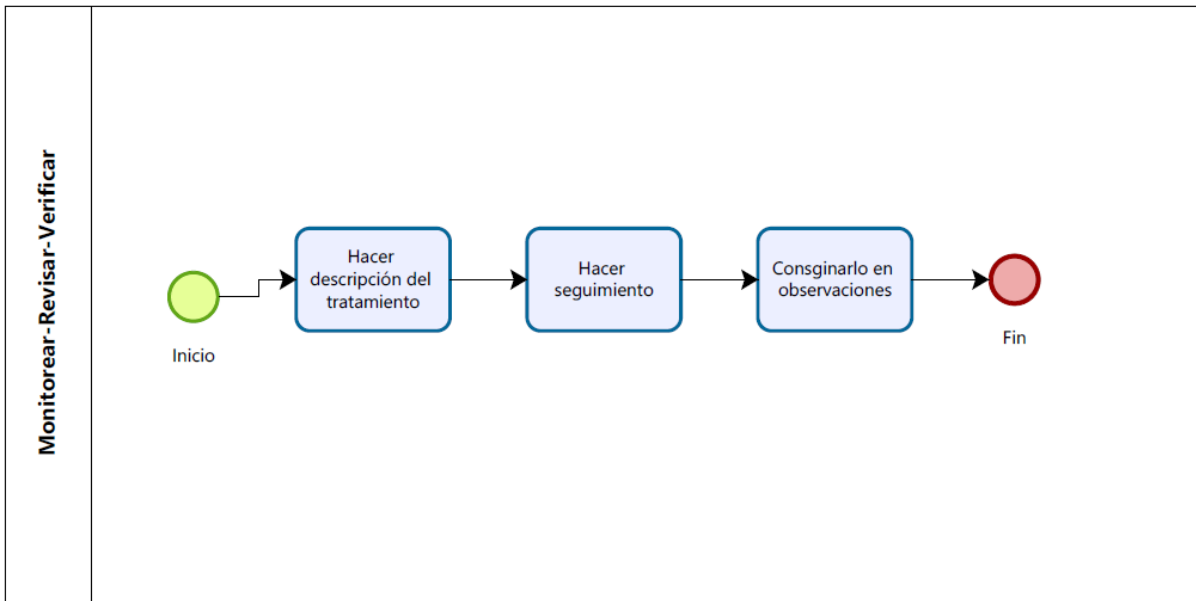 Monitorear-Revisar-Verificar
Inicio
Hacer
descripción del
tratamiento
Hacer
seguimiento
Consginarlo en
observaciones
Fin